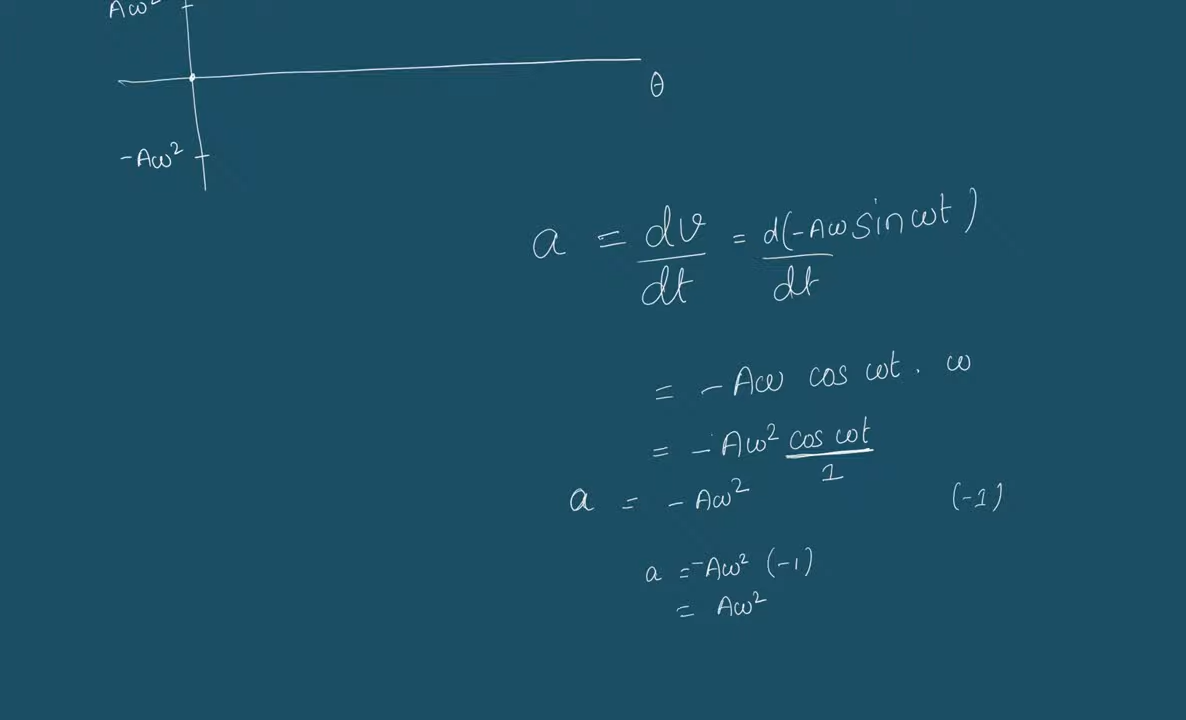 Aω²
θ
-Aω²
a = dv/dt = d(-Aω sin ωt)/dt
= -Aω cos ωt . ω
= -Aω² cos ωt
1
a = -Aω² (-1)
a = -Aω² (-1)
= Aω²